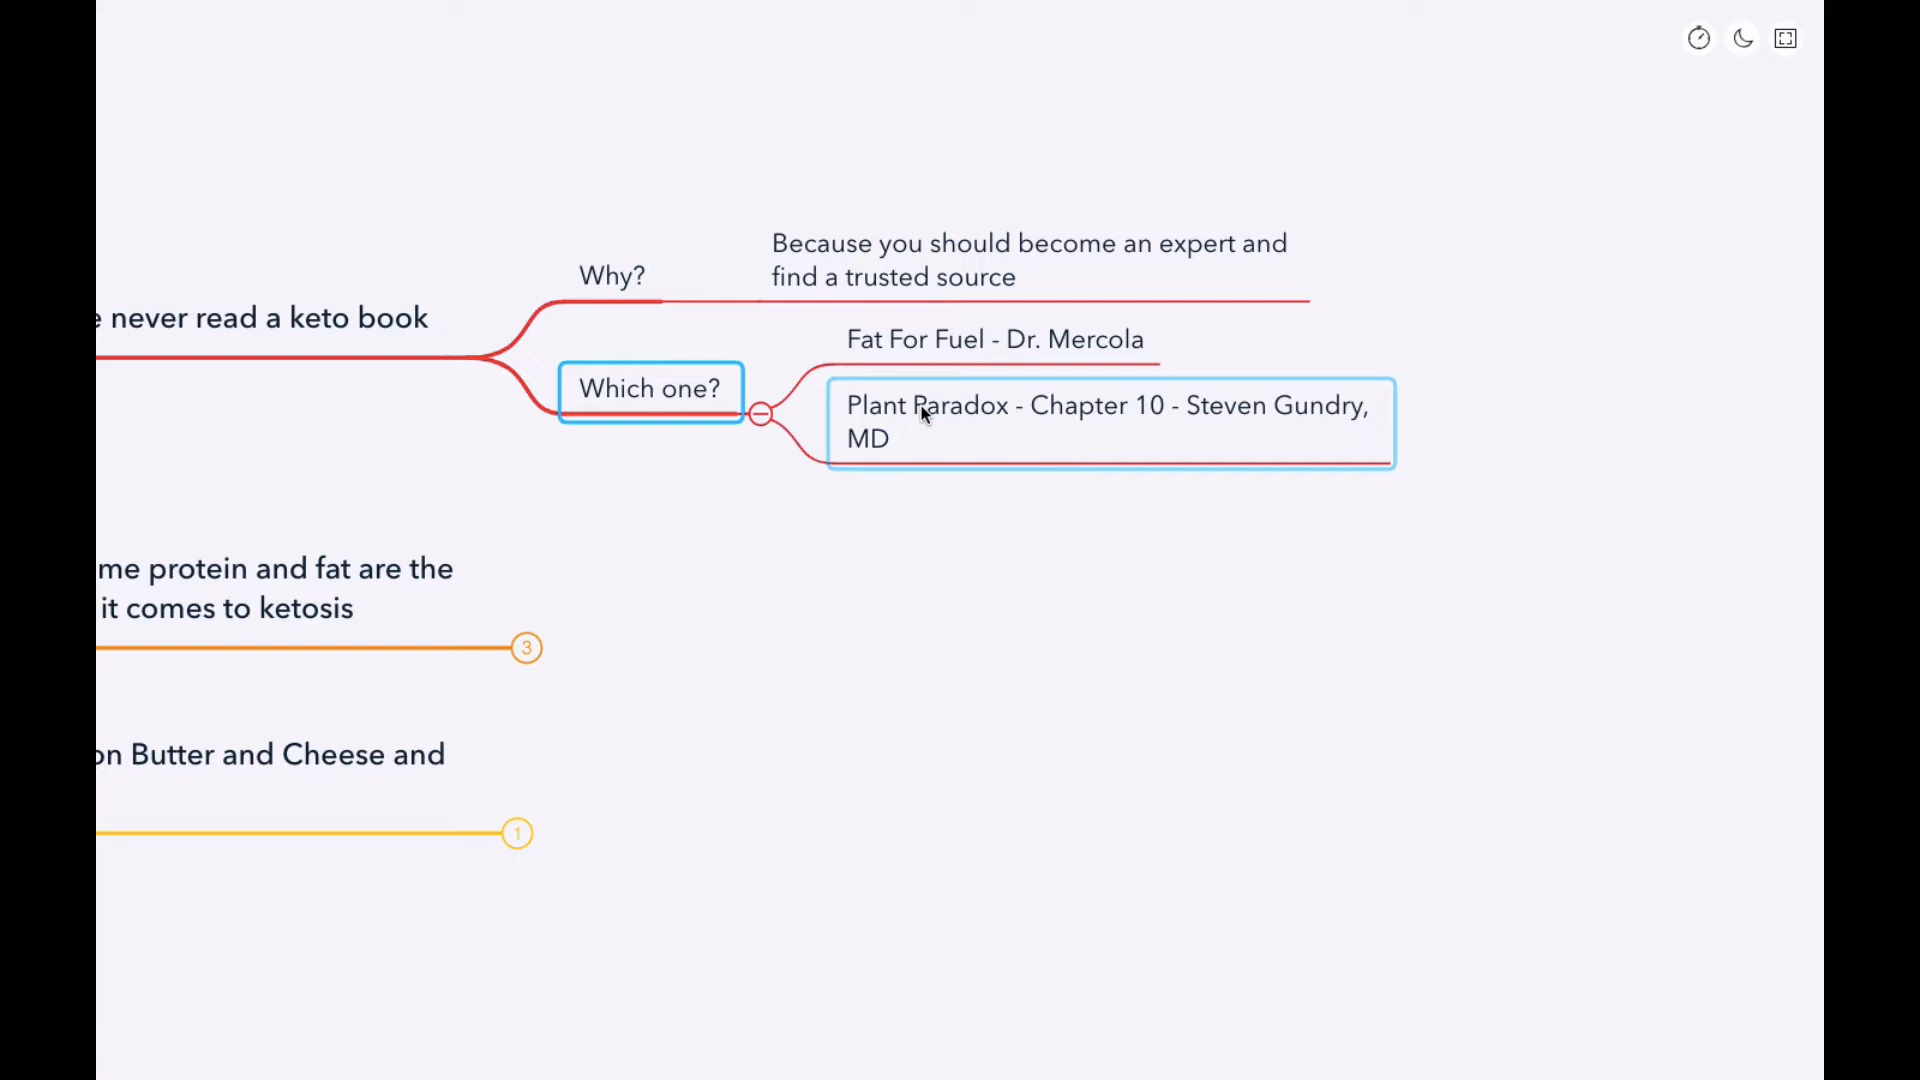 Because you should become an expert and
find a trusted source
Why?
never read a keto book
Fat For Fuel - Dr. Mercola
Which one?
Plant Paradox - Chapter 10 - Steven Gundry,
MD
me protein and fat are the
it comes to ketosis
3
on Butter and Cheese and
1